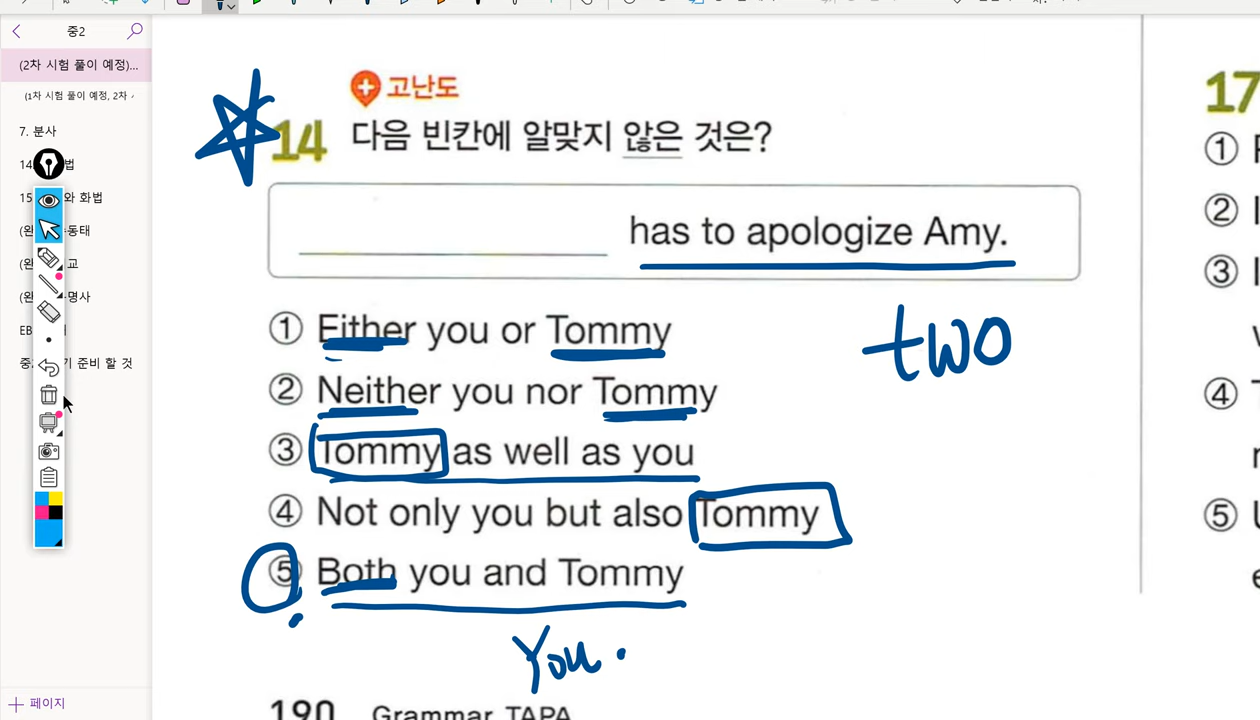 중2
(2차 시험 풀이 예정)...
(1차 시험 풀이 예정, 2차
7. 분사
14 법
15 와 화법
(완 동태
(완 교
(완 명사
EB
중 기 준비 할 것
페이지
고난도
14 다음 빈칸에 알맞지 않은 것은?
has to apologize Amy.
① Either you or Tommy
two
② Neither you nor Tommy
③ Tommy as well as you
④ Not only you but also Tommy
⑤ Both you and Tommy
You.
190 Grammar TAPA
17
①
②
③
④
⑤